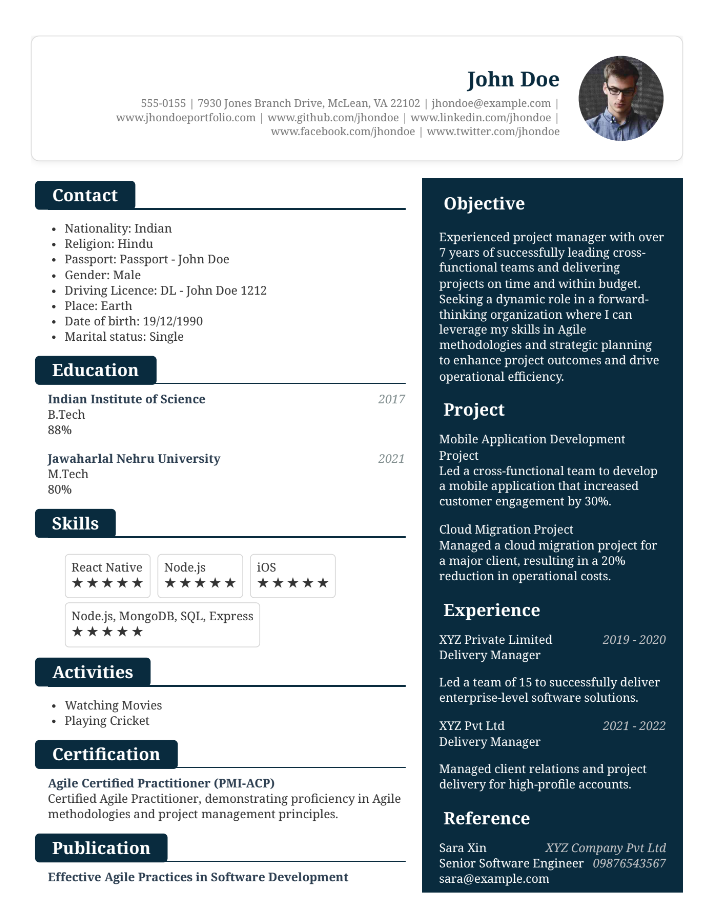 John Doe
555-0155 | 7930 Jones Branch Drive, McLean, VA 22102 | jhondoe@example.com |
www.jhondoeportfolio.com | www.github.com/jhondoe | www.linkedin.com/jhondoe |
www.facebook.com/jhondoe | www.twitter.com/jhondoe
Contact
• Nationality: Indian
• Religion: Hindu
• Passport: Passport - John Doe
• Gender: Male
• Driving Licence: DL - John Doe 1212
• Place: Earth
• Date of birth: 19/12/1990
• Marital status: Single
Education
Indian Institute of Science 2017
B.Tech
88%
Jawaharlal Nehru University 2021
M.Tech
80%
Skills
React Native Node.js iOS
★★★★★ ★★★★★ ★★★★★
Node.js, MongoDB, SQL, Express
★★★★★
Activities
• Watching Movies
• Playing Cricket
Certification
Agile Certified Practitioner (PMI-ACP)
Certified Agile Practitioner, demonstrating proficiency in Agile
methodologies and project management principles.
Publication
Effective Agile Practices in Software Development
Objective
Experienced project manager with over
7 years of successfully leading cross-
functional teams and delivering
projects on time and within budget.
Seeking a dynamic role in a forward-
thinking organization where I can
leverage my skills in Agile
methodologies and strategic planning
to enhance project outcomes and drive
operational efficiency.
Project
Mobile Application Development
Project
Led a cross-functional team to develop
a mobile application that increased
customer engagement by 30%.
Cloud Migration Project
Managed a cloud migration project for
a major client, resulting in a 20%
reduction in operational costs.
Experience
XYZ Private Limited 2019 - 2020
Delivery Manager
Led a team of 15 to successfully deliver
enterprise-level software solutions.
XYZ Pvt Ltd 2021 - 2022
Delivery Manager
Managed client relations and project
delivery for high-profile accounts.
Reference
Sara Xin XYZ Company Pvt Ltd
Senior Software Engineer 09876543567
sara@example.com